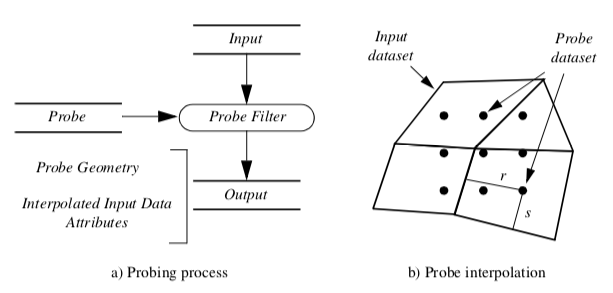 Input
Probe
Probe Filter
Probe Geometry
Interpolated Input Data
Attributes
Output
a) Probing process
Input
dataset
Probe
dataset
r
s
b) Probe interpolation